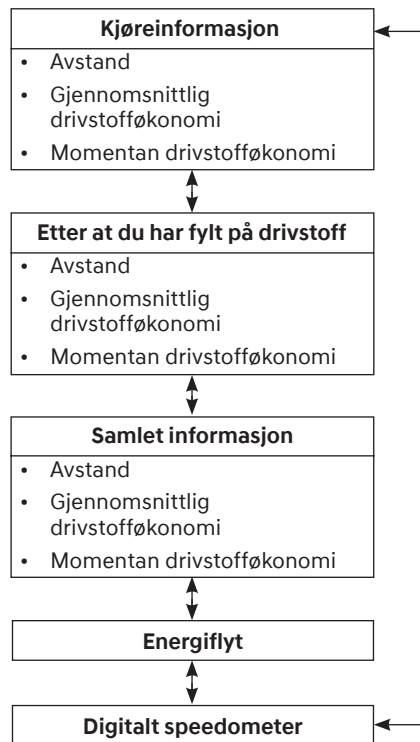 Kjøreinformasjon
• Avstand
• Gjennomsnittlig
drivstofføkonomi
• Momentan drivstofføkonomi
Etter at du har fylt på drivstoff
• Avstand
• Gjennomsnittlig
drivstofføkonomi
• Momentan drivstofføkonomi
Samlet informasjon
• Avstand
• Gjennomsnittlig
drivstofføkonomi
• Momentan drivstofføkonomi
Energiflyt
Digitalt speedometer